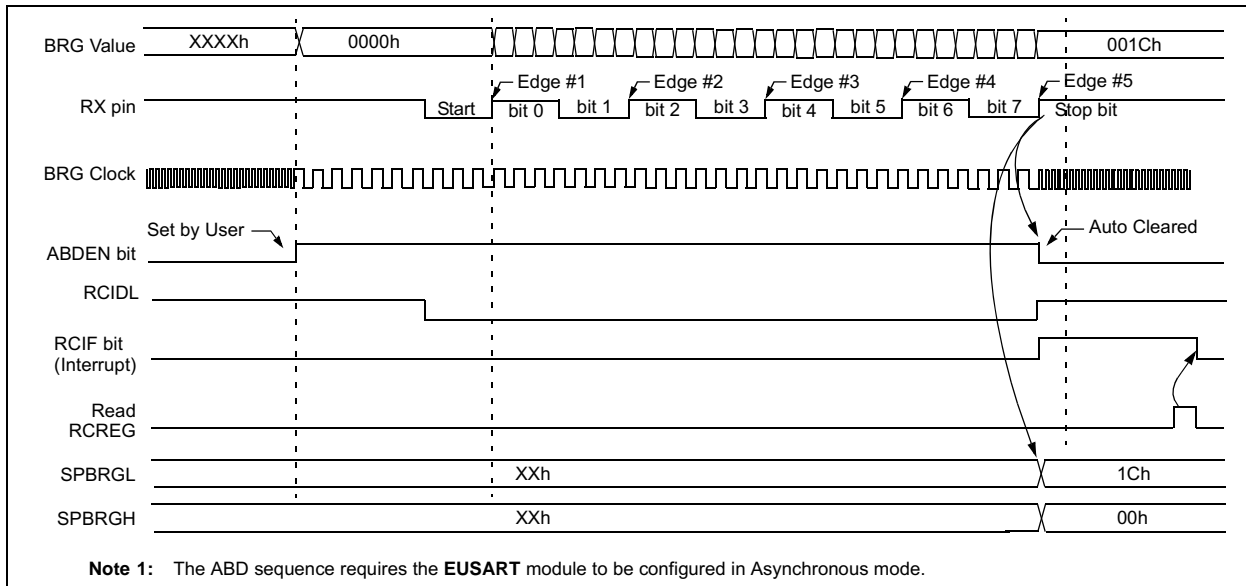 BRG Value XXXXh 0000h 001Ch
Edge #1 Edge #2 Edge #3 Edge #4 Edge #5
RX pin Start bit 0 bit 1 bit 2 bit 3 bit 4 bit 5 bit 6 bit 7 Stop bit
BRG Clock
Set by User Auto Cleared
ABDEN bit
RCIDL
RCIF bit
(Interrupt)
Read
RCREG
SPBRGL XXh 1Ch
SPBRGH XXh 00h
Note 1: The ABD sequence requires the EUSART module to be configured in Asynchronous mode.